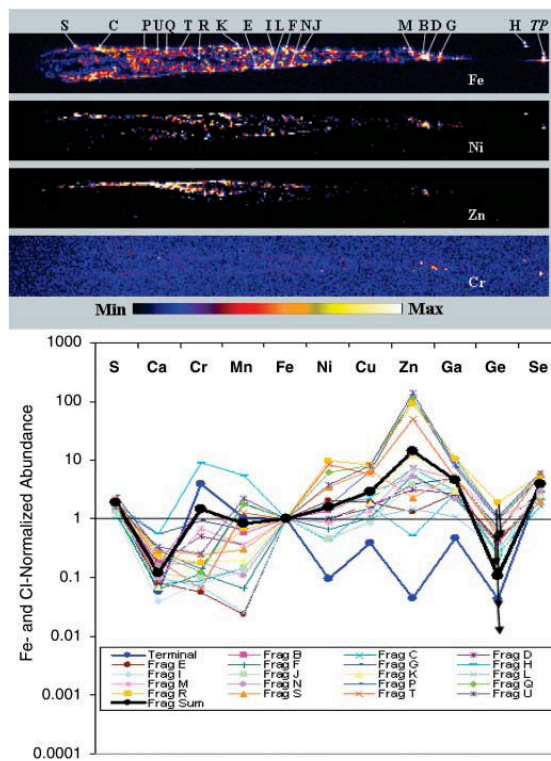 S C P U Q T R K E I L F N J M B D G H TP
Fe
Ni
Zn
Cr
Min Max
1000
S Ca Cr Mn Fe Ni Cu Zn Ga Ge Se
100
10
1
0.1
0.01
0.001
0.0001
Fe- and CI-Normalized Abundance
Terminal Frag B Frag C Frag D
Frag E Frag F Frag G Frag H
Frag I Frag J Frag K Frag L
Frag M Frag N Frag P Frag Q
Frag R Frag S Frag T Frag U
Frag Sum